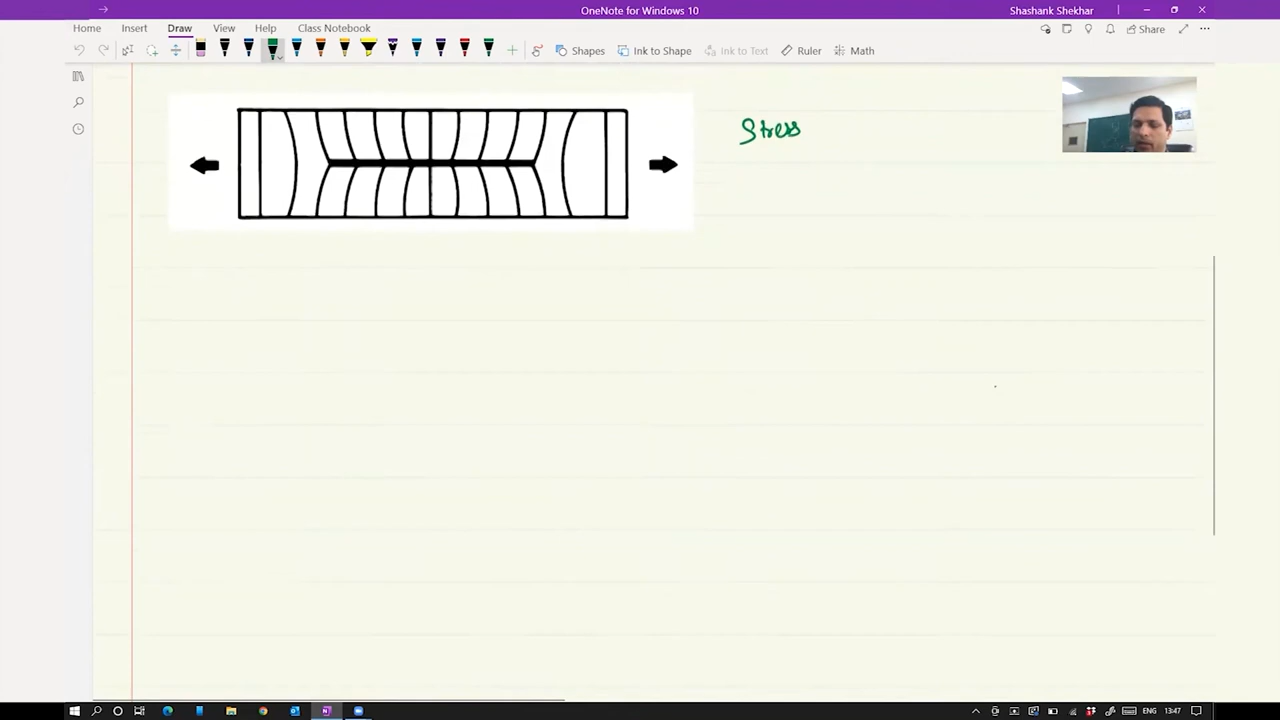 OneNote for Windows 10
Shashank Shekhar
Home Insert Draw View Help Class Notebook
Share
Shapes Ink to Shape Ink to Text Ruler Math
Stress
ENG 13:47